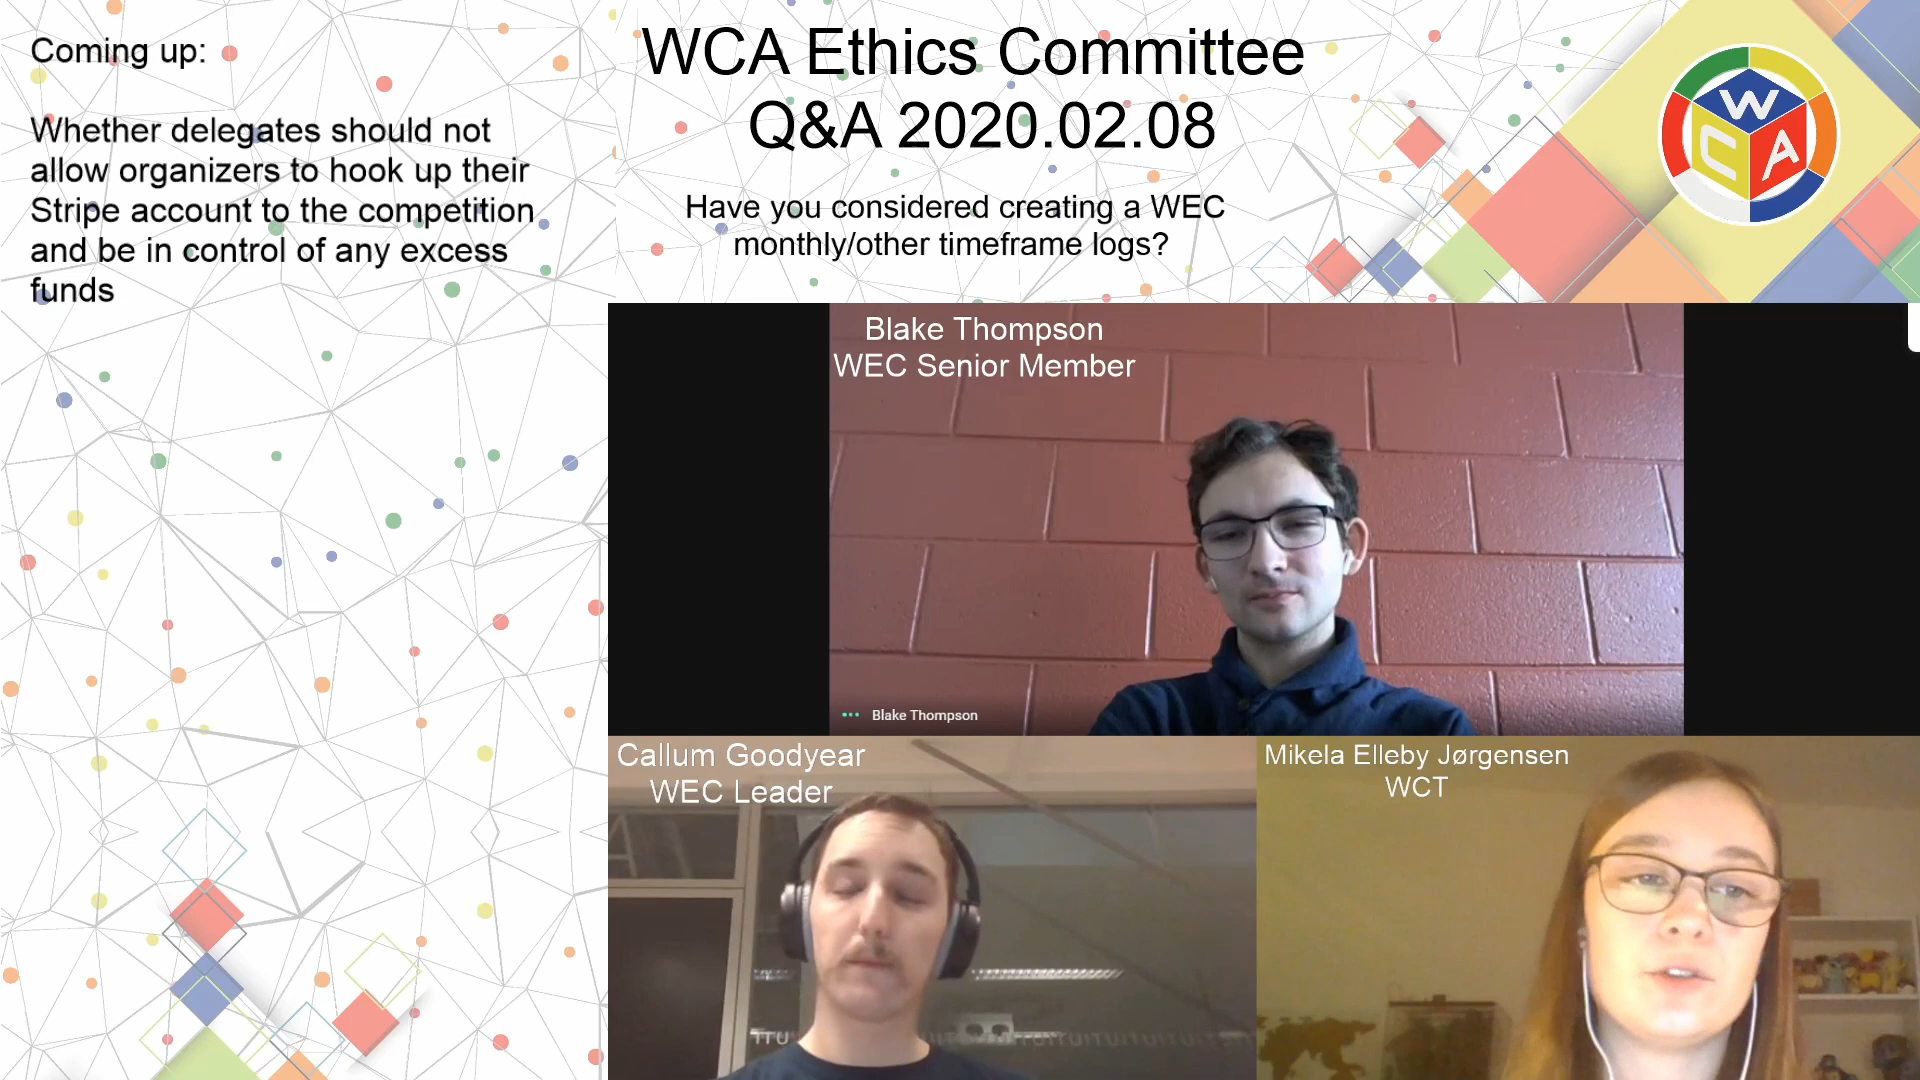 Coming up:
Whether delegates should not
allow organizers to hook up their
Stripe account to the competition
and be in control of any excess
funds
WCA Ethics Committee
Q&A 2020.02.08
Have you considered creating a WEC
monthly/other timeframe logs?
W
C A
Blake Thompson
WEC Senior Member
Blake Thompson
Callum Goodyear
WEC Leader
Mikela Elleby Jørgensen
WCT